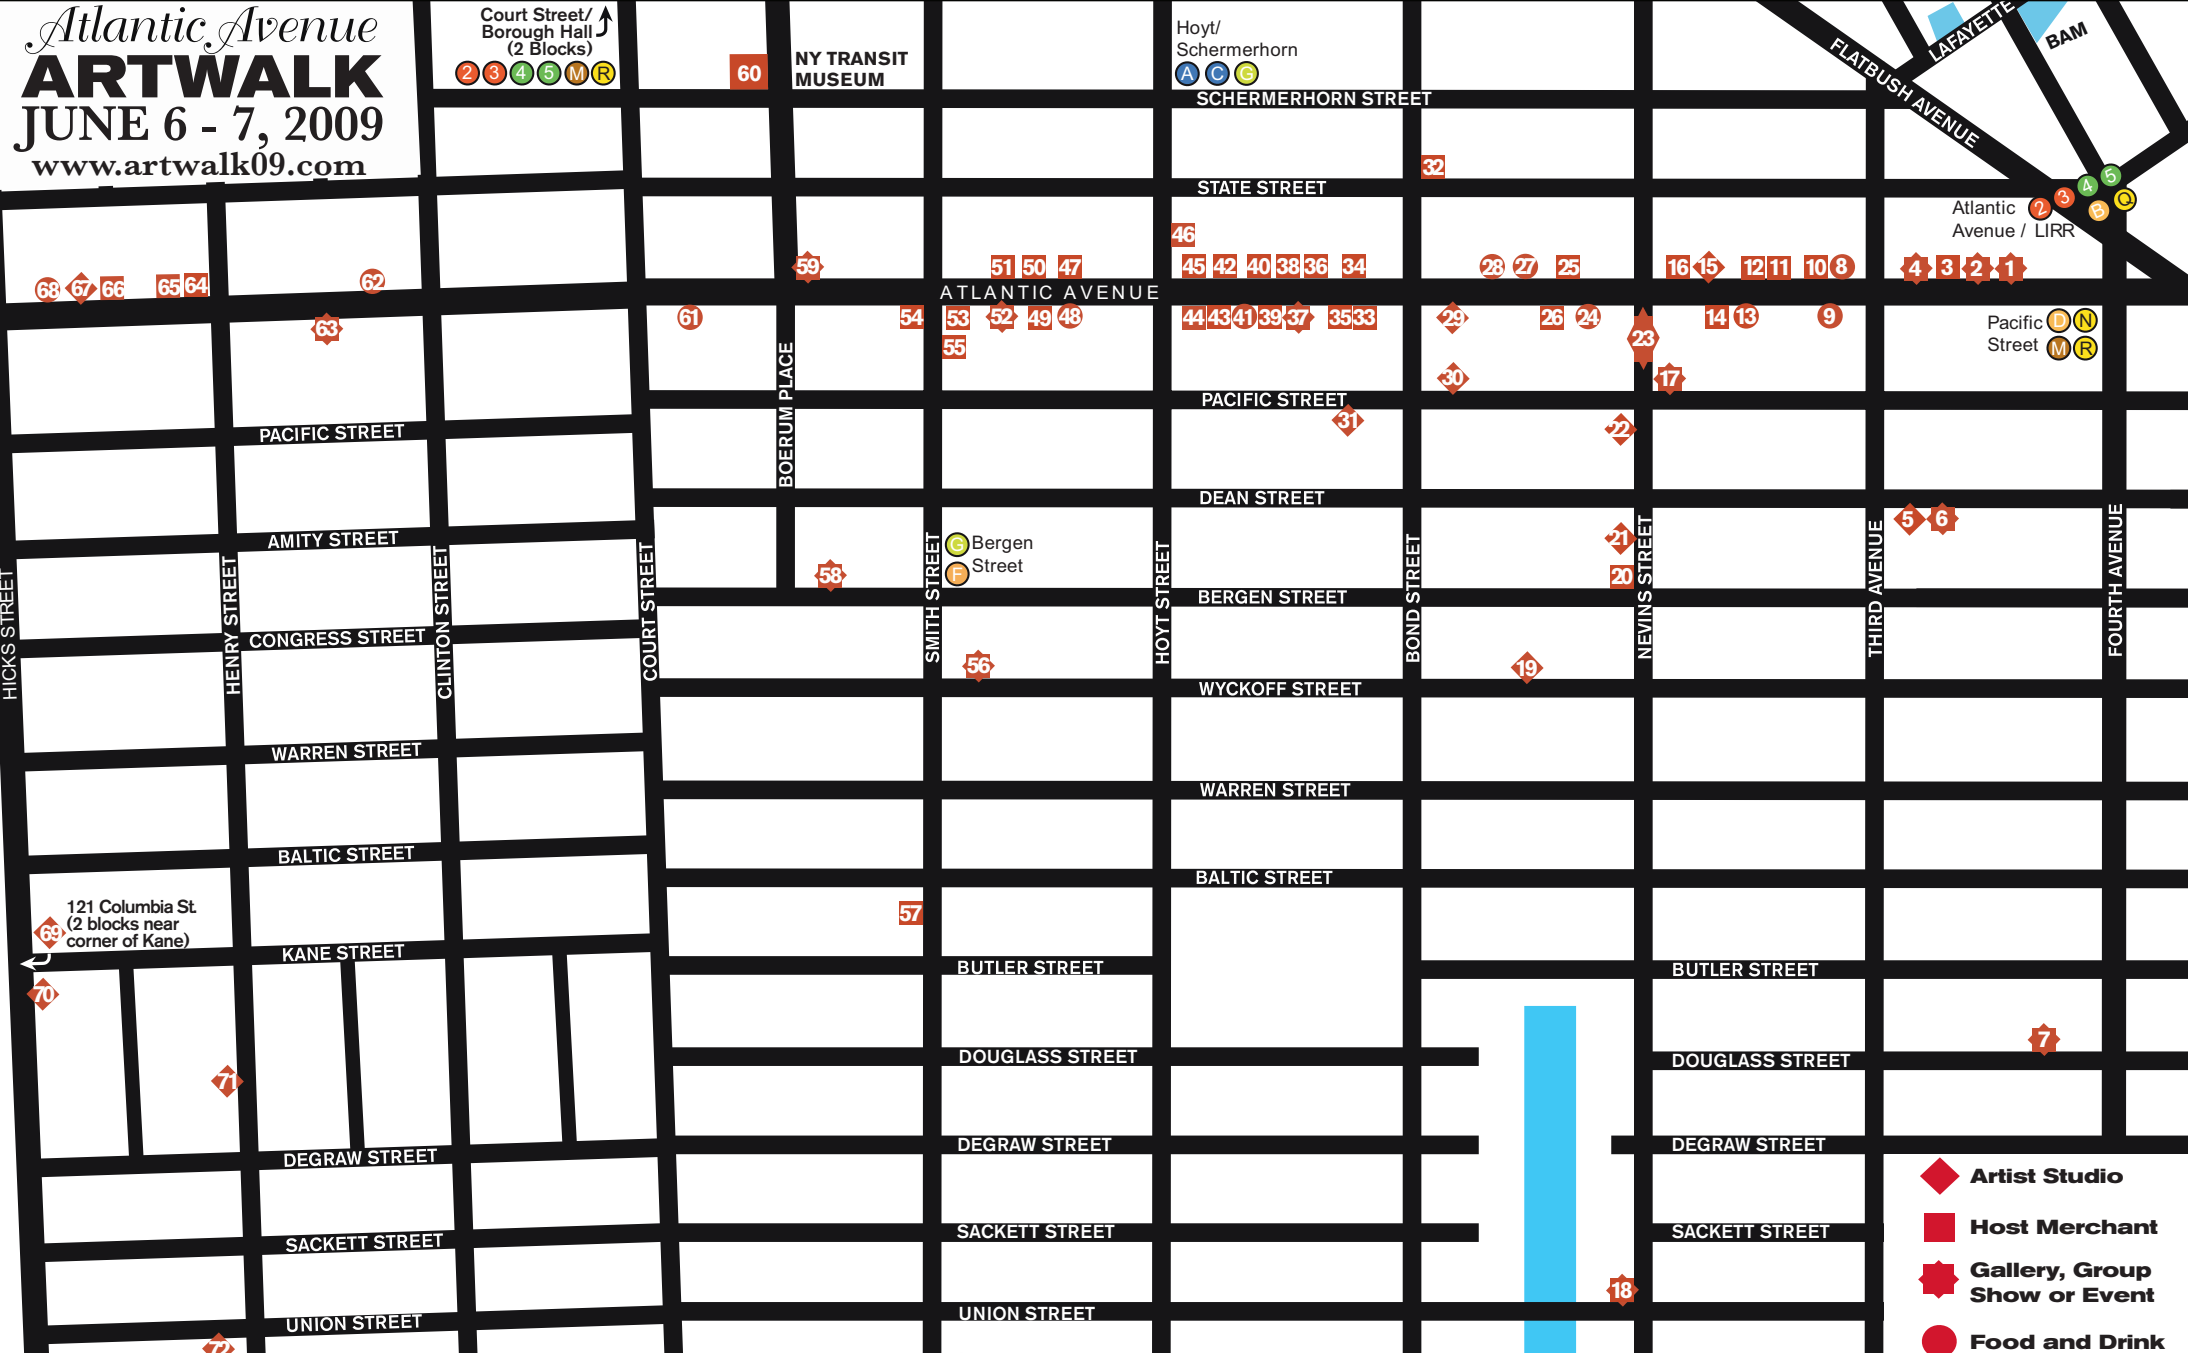 Atlantic Avenue
ARTWALK
JUNE 6 - 7, 2009
www.artwalk09.com
Court Street/
Borough Hall
(2 Blocks)
2 3 4 5 M R
60
NY TRANSIT
MUSEUM
Hoyt/
Schermerhorn
A C G
SCHERMERHORN STREET
FLATBUSH AVENUE
LAFAYETTE
BAM
32
STATE STREET
2 3 4 5 B Q
Atlantic
Avenue / LIRR
46
68 67 66 65 64 62
59 51 50 47 45 42 40 38 36 34 28 27 25 16 15 12 11 10 8 4 3 2 1
ATLANTIC AVENUE
63 61 54 53 52 49 48 44 43 41 39 37 35 33 29 26 24 23 14 13 9
55
Pacific
Street
D N
M R
30 17
PACIFIC STREET
PACIFIC STREET
31 22
BOERUM PLACE
DEAN STREET
5 6
AMITY STREET
21
G Bergen
F Street
58 20
BERGEN STREET
HICKS STREET
HENRY STREET
CLINTON STREET
COURT STREET
SMITH STREET
HOYT STREET
BOND STREET
NEVINS STREET
THIRD AVENUE
FOURTH AVENUE
CONGRESS STREET
56 19
WYCKOFF STREET
WARREN STREET
WARREN STREET
BALTIC STREET
BALTIC STREET
57
69
121 Columbia St.
(2 blocks near
corner of Kane)
KANE STREET
BUTLER STREET
BUTLER STREET
70
7
DOUGLASS STREET
DOUGLASS STREET
71
DEGRAW STREET
DEGRAW STREET
DEGRAW STREET
SACKETT STREET
SACKETT STREET
SACKETT STREET
18
UNION STREET
UNION STREET
72
Artist Studio
Host Merchant
Gallery, Group
Show or Event
Food and Drink